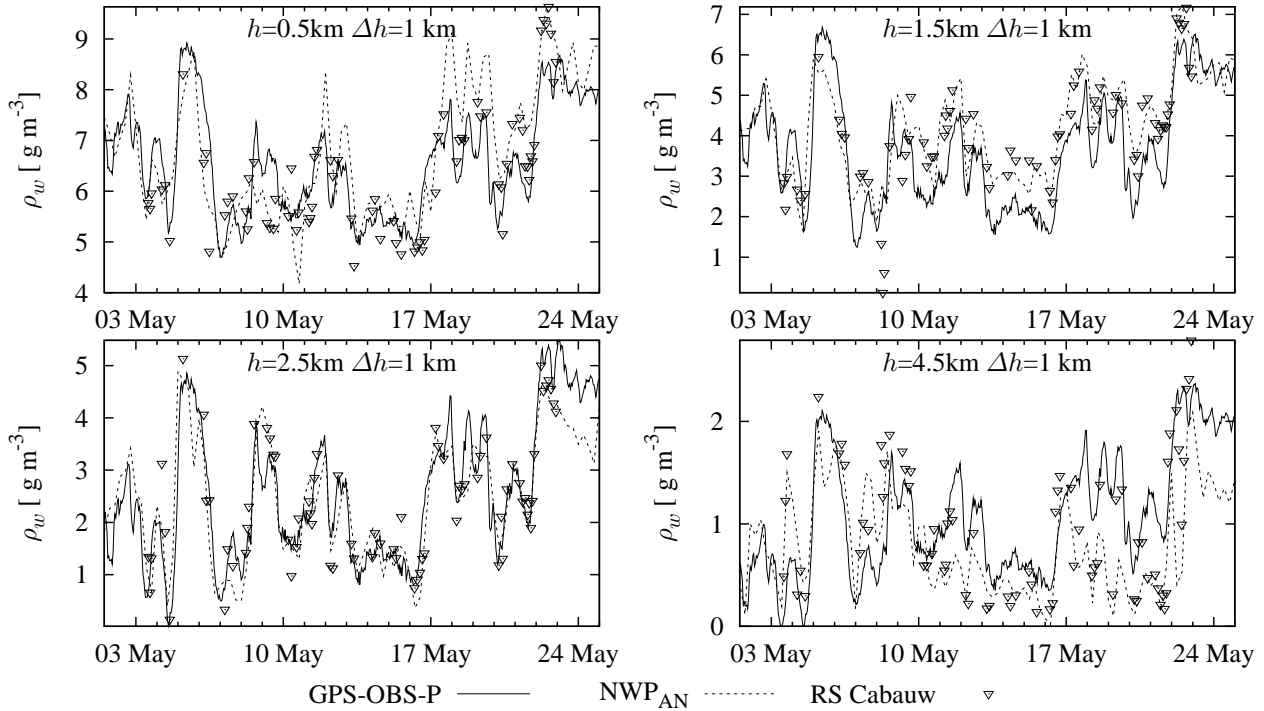 h=0.5km Δh=1 km
ρw [ g m-3]
9
8
7
6
5
4
03 May 10 May 17 May 24 May
h=1.5km Δh=1 km
ρw [ g m-3]
7
6
5
4
3
2
1
03 May 10 May 17 May 24 May
h=2.5km Δh=1 km
ρw [ g m-3]
5
4
3
2
1
03 May 10 May 17 May 24 May
h=4.5km Δh=1 km
ρw [ g m-3]
2
1
0
03 May 10 May 17 May 24 May
GPS-OBS-P NWPAN RS Cabauw